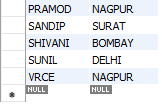 PRAMOD NAGPUR
SANDIP SURAT
SHIVANI BOMBAY
SUNIL DELHI
VRCE NAGPUR
NULL NULL